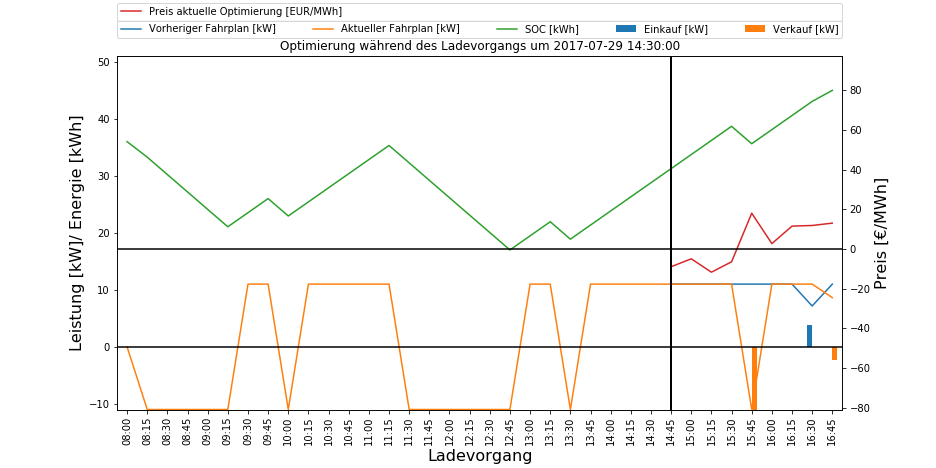 Preis aktuelle Optimierung [EUR/MWh]
Vorheriger Fahrplan [kW] Aktueller Fahrplan [kW] SOC [kWh] Einkauf [kW] Verkauf [kW]
Optimierung während des Ladevorgangs um 2017-07-29 14:30:00
Leistung [kW]/ Energie [kWh]
50
40
30
20
10
0
−10
80
60
40
20
0
−20
−40
−60
−80
Preis [€/MWh]
08:00 08:15 08:30 08:45 09:00 09:15 09:30 09:45 10:00 10:15 10:30 10:45 11:00 11:15 11:30 11:45 12:00 12:15 12:30 12:45 13:00 13:15 13:30 13:45 14:00 14:15 14:30 14:45 15:00 15:15 15:30 15:45 16:00 16:15 16:30 16:45
Ladevorgang